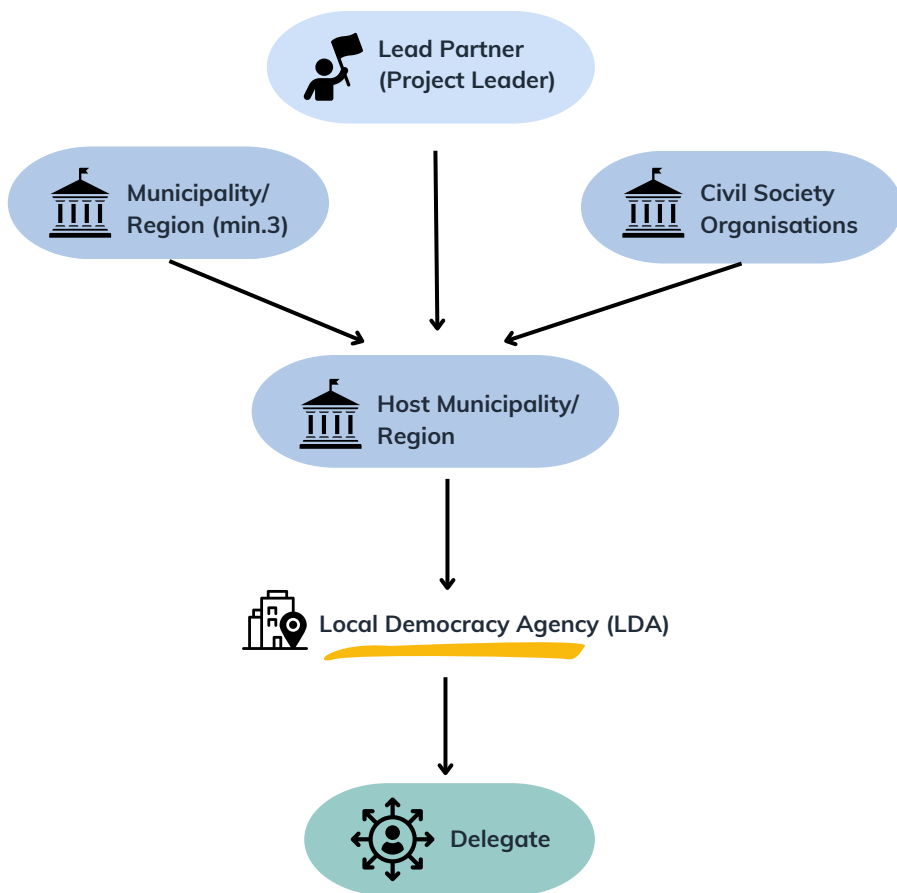 Lead Partner
(Project Leader)
Municipality/
Region (min.3)
Civil Society
Organisations
Host Municipality/
Region
Local Democracy Agency (LDA)
Delegate